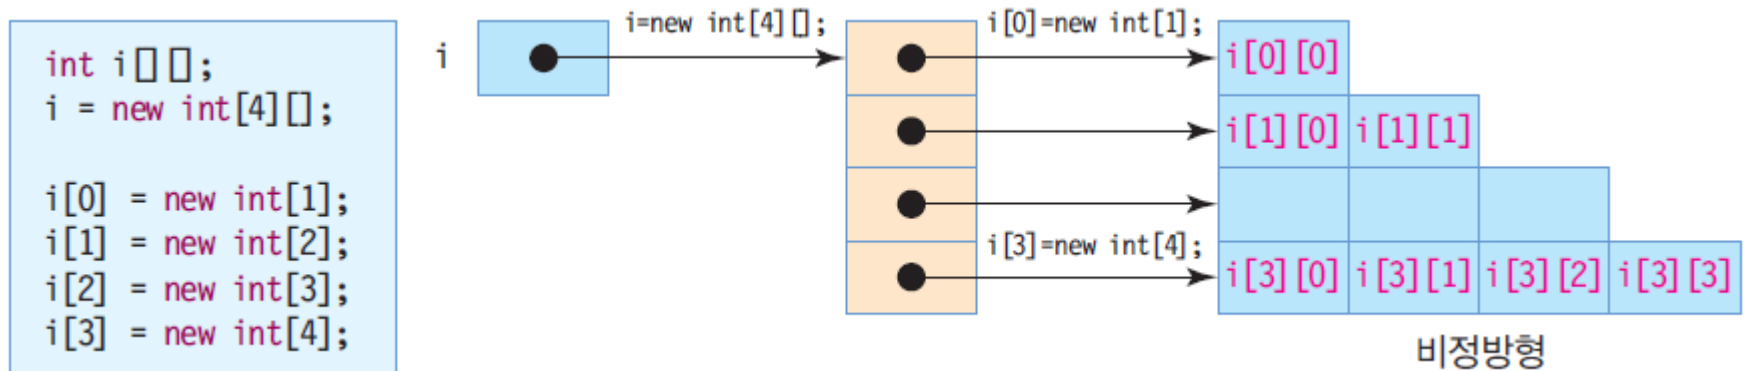 int i[][];
i = new int[4][];
i[0] = new int[1];
i[1] = new int[2];
i[2] = new int[3];
i[3] = new int[4];
i
i=new int[4][];
i[0]=new int[1];
i[0][0]
i[1][0] i[1][1]
i[3]=new int[4];
i[3][0] i[3][1] i[3][2] i[3][3]
비정방형